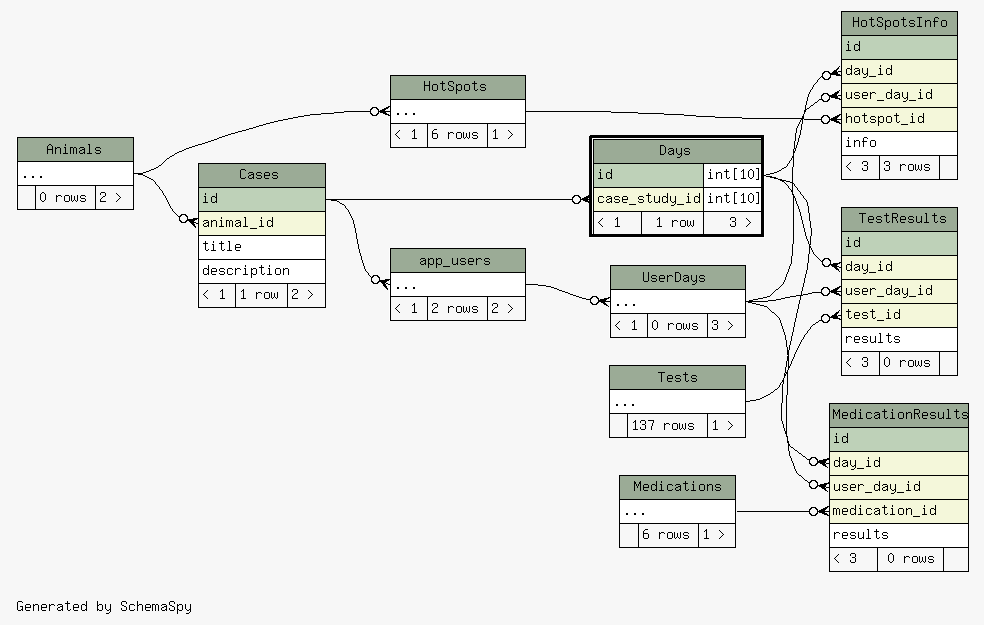 Animals
...
0 rows 2 >
Cases
id
animal_id
title
description
< 1 1 row 2 >
HotSpots
...
< 1 6 rows 1 >
app_users
...
< 1 2 rows 2 >
Days
id int[10]
case_study_id int[10]
< 1 1 row 3 >
UserDays
...
< 1 0 rows 3 >
Tests
...
137 rows 1 >
Medications
...
6 rows 1 >
HotSpotsInfo
id
day_id
user_day_id
hotspot_id
info
< 3 3 rows
TestResults
id
day_id
user_day_id
test_id
results
< 3 0 rows
MedicationResults
id
day_id
user_day_id
medication_id
results
< 3 0 rows
Generated by SchemaSpy